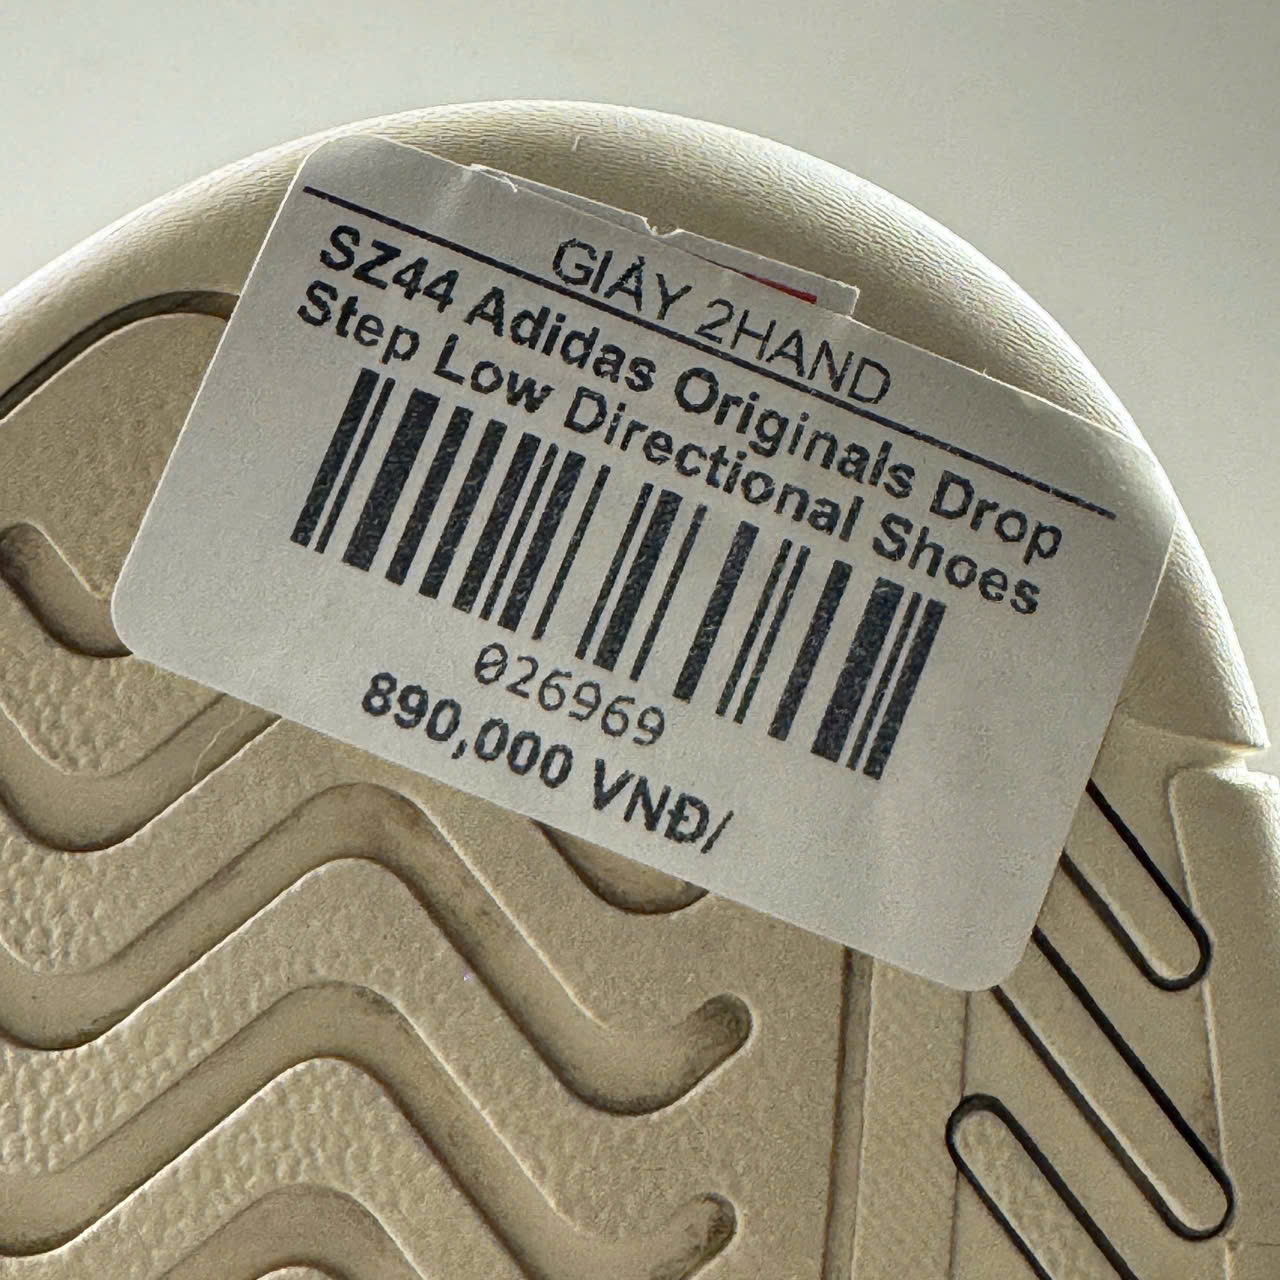 GIÀY 2HAND
SZ44 Adidas Originals Drop
Step Low Directional Shoes
026969
890,000 VNĐ/